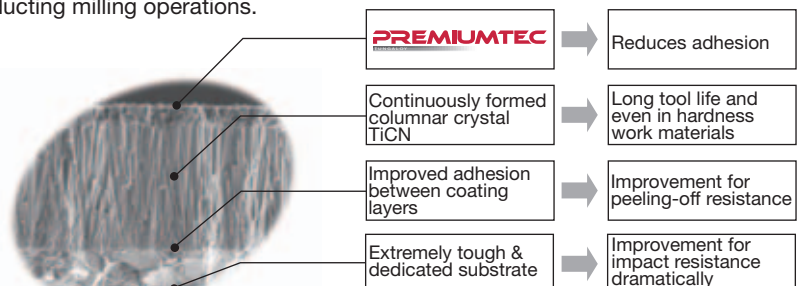 ducting milling operations.
PREMIUMTEC
TUNGALOY
Reduces adhesion
Continuously formed
columnar crystal
TiCN
Long tool life and
even in hardness
work materials
Improved adhesion
between coating
layers
Improvement for
peeling-off resistance
Extremely tough &
dedicated substrate
Improvement for
impact resistance
dramatically